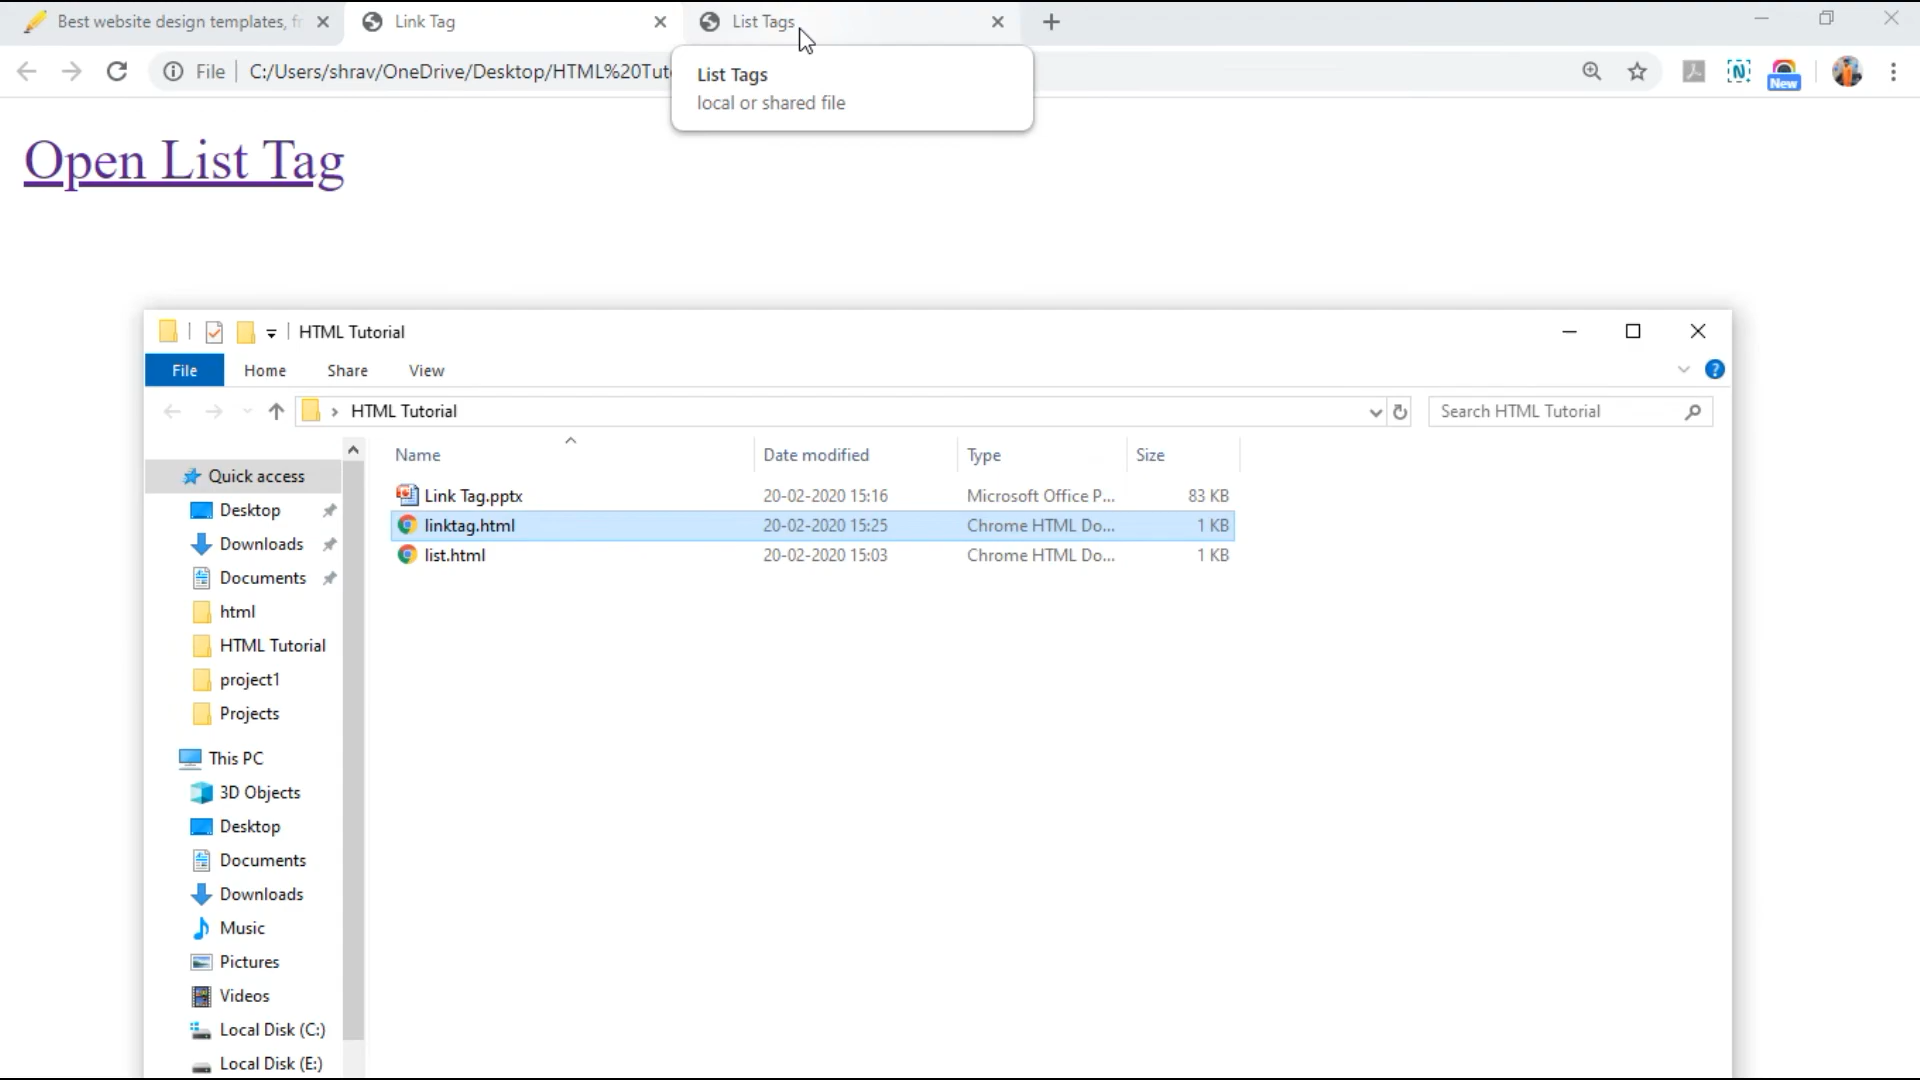 Best website design templates, fr
Link Tag
List Tags
File
C:/Users/shrav/OneDrive/Desktop/HTML%20Tut
New
List Tags
local or shared file
Open List Tag
HTML Tutorial
File Home Share View
HTML Tutorial
Search HTML Tutorial
Name Date modified Type Size
Link Tag.pptx 20-02-2020 15:16 Microsoft Office P... 83 KB
linktag.html 20-02-2020 15:25 Chrome HTML Do... 1 KB
list.html 20-02-2020 15:03 Chrome HTML Do... 1 KB
Quick access
Desktop
Downloads
Documents
html
HTML Tutorial
project1
Projects
This PC
3D Objects
Desktop
Documents
Downloads
Music
Pictures
Videos
Local Disk (C:)
Local Disk (E:)